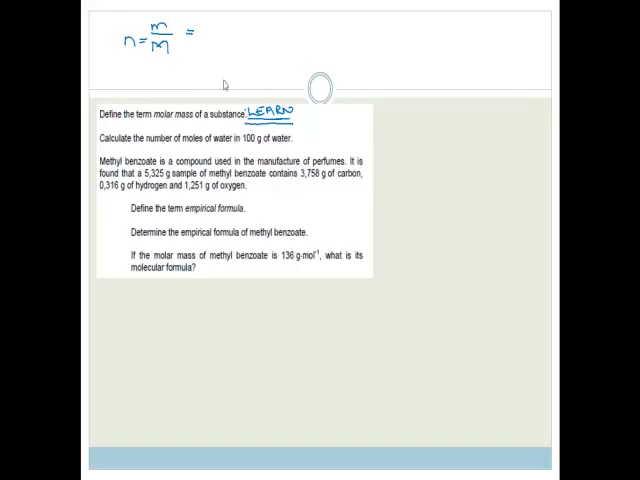 n = m/M =
Define the term molar mass of a substance. LEARN
Calculate the number of moles of water in 100 g of water.
Methyl benzoate is a compound used in the manufacture of perfumes. It is
found that a 5,325 g sample of methyl benzoate contains 3,758 g of carbon,
0,316 g of hydrogen and 1,251 g of oxygen.
Define the term empirical formula.
Determine the empirical formula of methyl benzoate.
If the molar mass of methyl benzoate is 136 g·mol⁻¹, what is its
molecular formula?